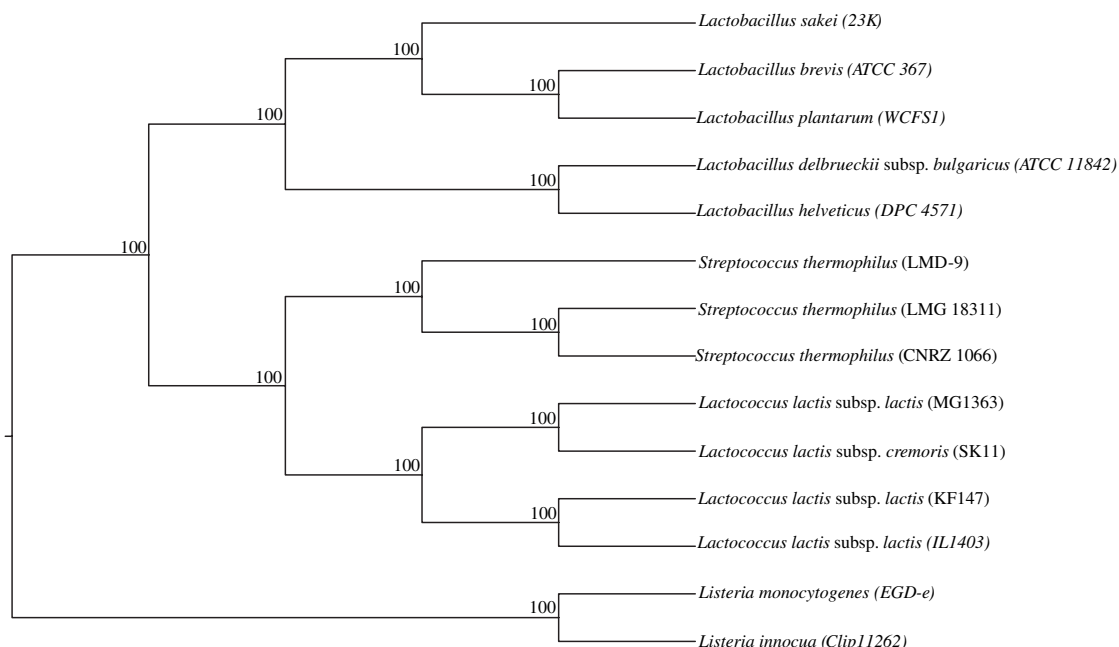 Lactobacillus sakei (23K)
100
Lactobacillus brevis (ATCC 367)
100
100
Lactobacillus plantarum (WCFS1)
Lactobacillus delbrueckii subsp. bulgaricus (ATCC 11842)
100
Lactobacillus helveticus (DPC 4571)
100
Streptococcus thermophilus (LMD-9)
100
Streptococcus thermophilus (LMG 18311)
100
Streptococcus thermophilus (CNRZ 1066)
100
Lactococcus lactis subsp. lactis (MG1363)
100
Lactococcus lactis subsp. cremoris (SK11)
100
Lactococcus lactis subsp. lactis (KF147)
100
Lactococcus lactis subsp. lactis (IL1403)
Listeria monocytogenes (EGD-e)
100
Listeria innocua (Clip11262)